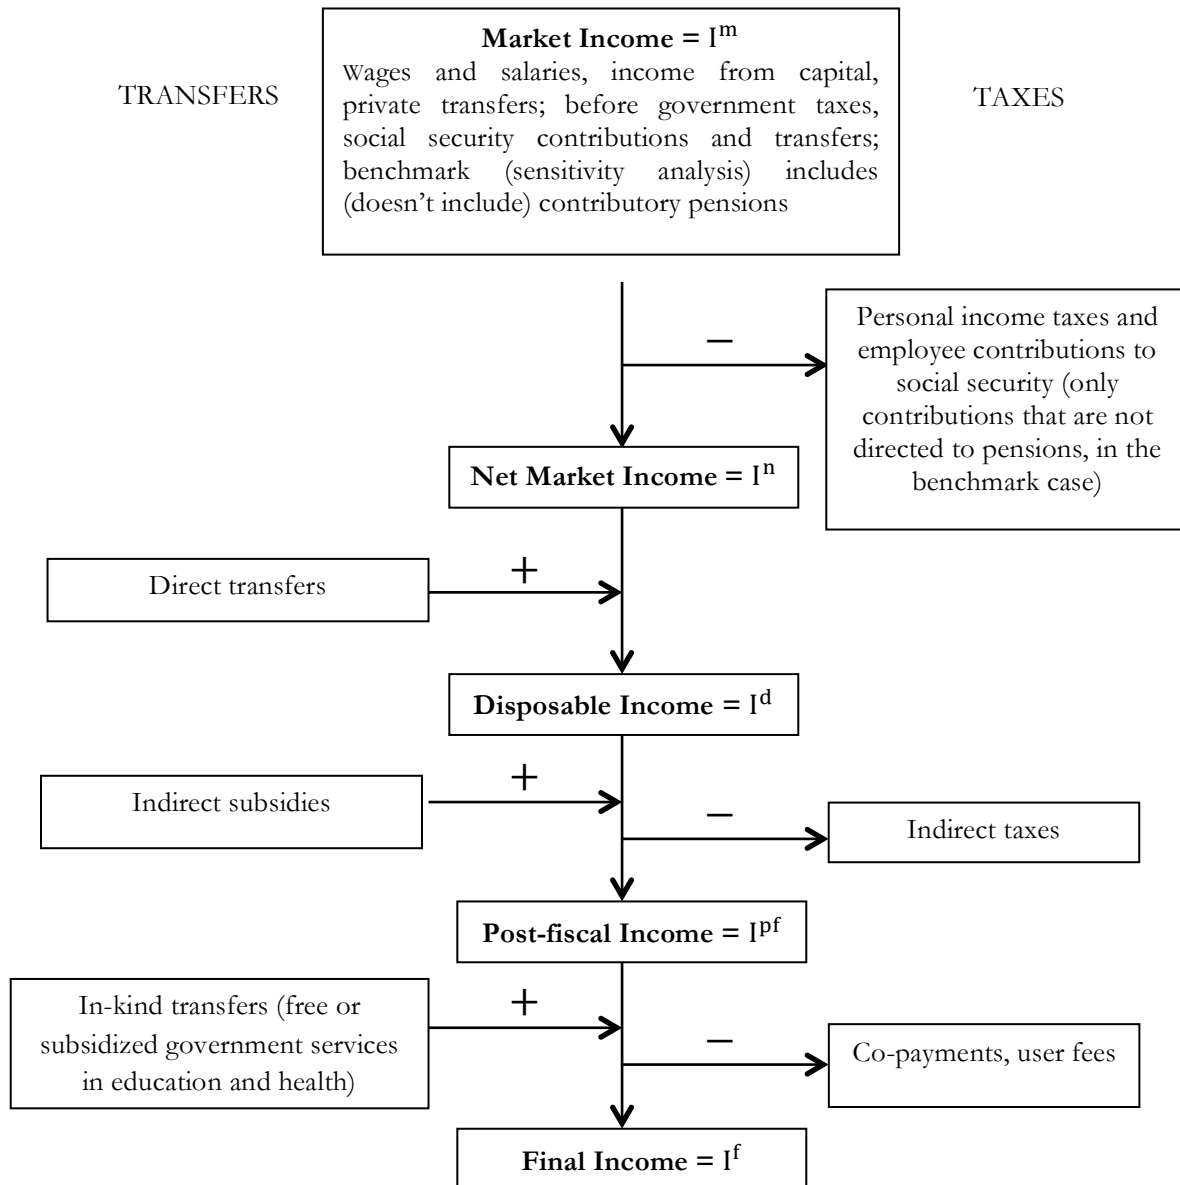 Market Income = Iᵐ
TRANSFERS
Wages and salaries, income from capital,
private transfers; before government taxes,
social security contributions and transfers;
benchmark (sensitivity analysis) includes
(doesn’t include) contributory pensions
TAXES
−
Personal income taxes and
employee contributions to
social security (only
contributions that are not
directed to pensions, in the
benchmark case)
Net Market Income = Iⁿ
+
Direct transfers
Disposable Income = Iᵈ
+
Indirect subsidies
−
Indirect taxes
Post-fiscal Income = Iᵖᶠ
+
In-kind transfers (free or
subsidized government services
in education and health)
−
Co-payments, user fees
Final Income = Iᶠ